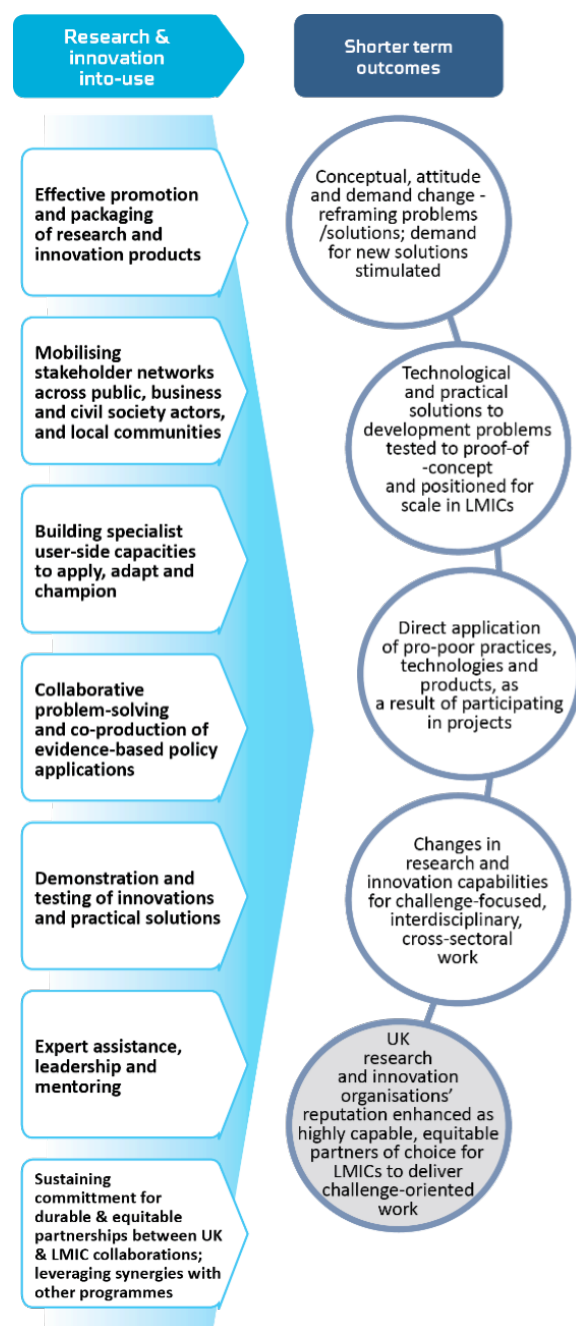 Research &
innovation
into-use
Effective promotion
and packaging
of research and
innovation products
Mobilising
stakeholder networks
across public, business
and civil society actors,
and local communities
Building specialist
user-side capacities
to apply, adapt and
champion
Collaborative
problem-solving
and co-production of
evidence-based policy
applications
Demonstration and
testing of innovations
and practical solutions
Expert assistance,
leadership and
mentoring
Sustaining
committment for
durable & equitable
partnerships between UK
& LMIC collaborations;
leveraging synergies with
other programmes
Shorter term
outcomes
Conceptual, attitude
and demand change -
reframing problems
/solutions; demand
for new solutions
stimulated
Technological
and practical
solutions to
development problems
tested to proof-of
-concept
and positioned for
scale in LMICs
Direct application
of pro-poor practices,
technologies and
products, as
a result of participating
in projects
Changes in
research and
innovation capabilities
for challenge-focused,
interdisciplinary,
cross-sectoral
work
UK
research
and innovation
organisations'
reputation enhanced as
highly capable, equitable
partners of choice for
LMICs to deliver
challenge-oriented
work